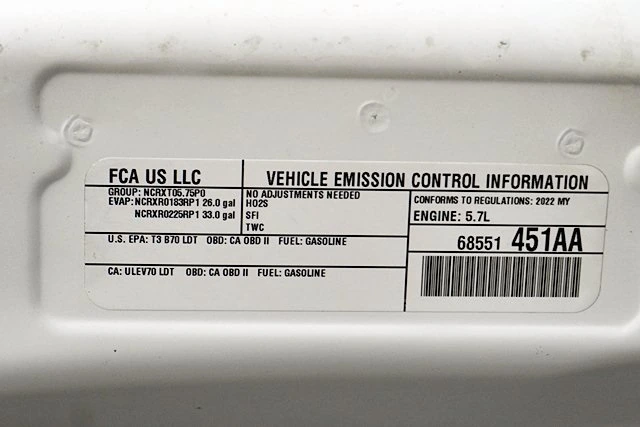 FCA US LLC
VEHICLE EMISSION CONTROL INFORMATION
GROUP: NCRXT05.75P0
EVAP: NCRXR0183RP1 26.0 gal
NCRXR0225RP1 33.0 gal
NO ADJUSTMENTS NEEDED
HO2S
SFI
TWC
CONFORMS TO REGULATIONS: 2022 MY
ENGINE: 5.7L
U.S. EPA: T3 B70 LDT OBD: CA OBD II FUEL: GASOLINE
68551 451AA
CA: ULEV70 LDT OBD: CA OBD II FUEL: GASOLINE